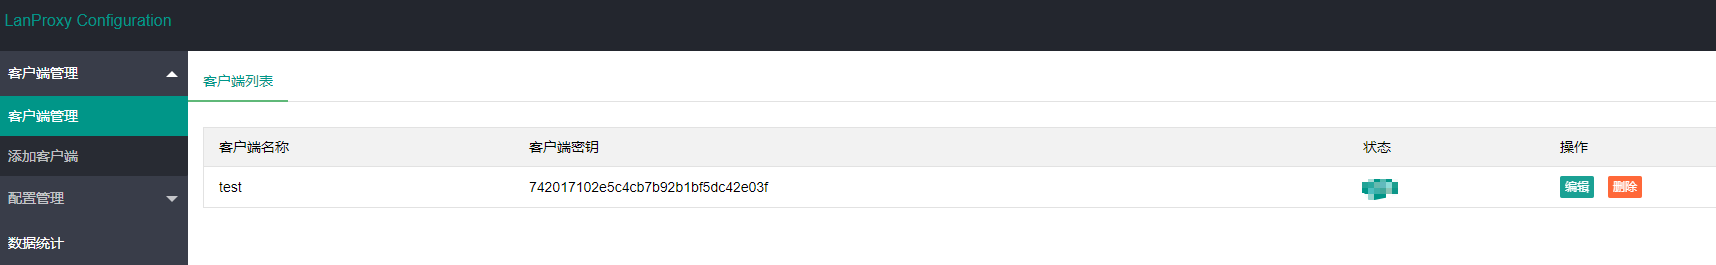 LanProxy Configuration
客户端管理
客户端管理
添加客户端
配置管理
数据统计
客户端列表
客户端名称 客户端密钥 状态 操作
test 742017102e5c4cb7b92b1bf5dc42e03f 编辑 删除